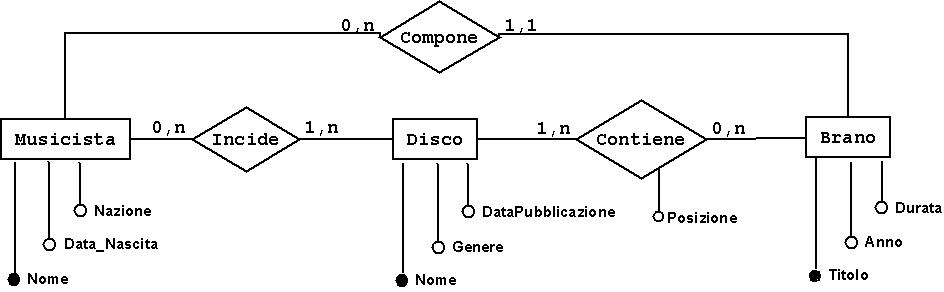 0,n Compone 1,1
Musicista 0,n Incide 1,n Disco 1,n Contiene 0,n Brano
Nazione DataPubblicazione Posizione Durata
Data_Nascita Genere Anno
Nome Nome Titolo